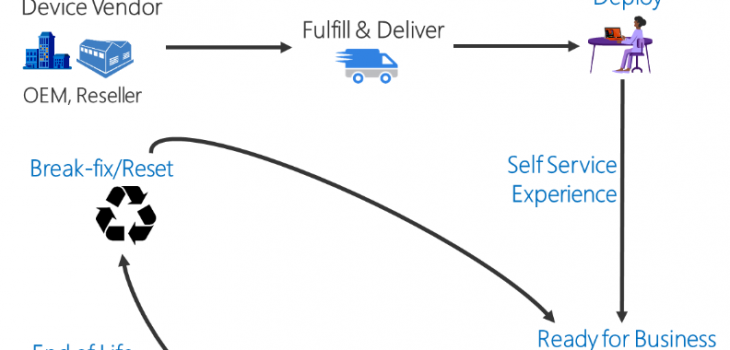 Device Vendor
Deploy
Fulfill & Deliver
OEM, Reseller
Self Service
Experience
Break-fix/Reset
Ready for Business
End of Life